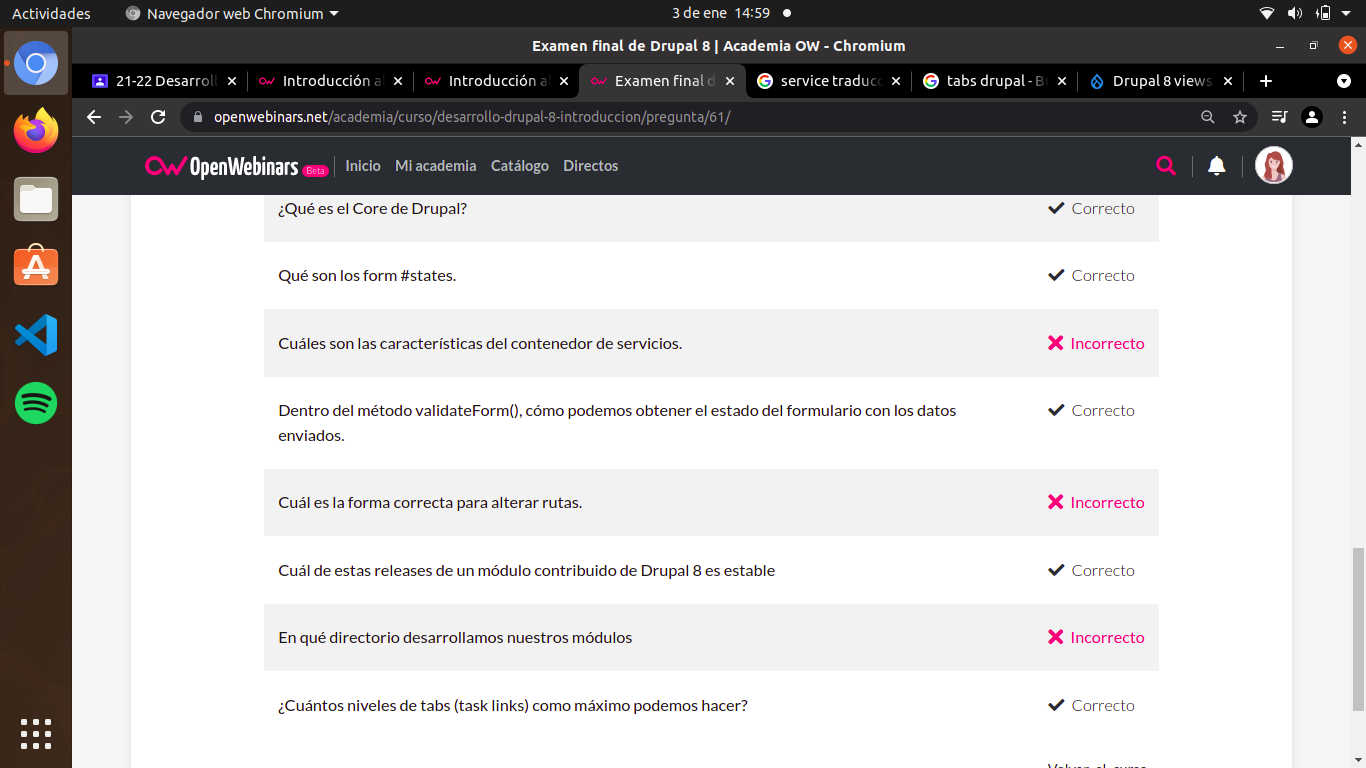 Actividades
Navegador web Chromium
3 de ene 14:59
Examen final de Drupal 8 | Academia OW - Chromium
21-22 Desarroll
Introducción a
Introducción a
Examen final d
service traducc
tabs drupal - B
Drupal 8 views
openwebinars.net/academia/curso/desarrollo-drupal-8-introduccion/pregunta/61/
OpenWebinars Beta
Inicio
Mi academia
Catálogo
Directos
¿Qué es el Core de Drupal?
Correcto
Qué son los form #states.
Correcto
Cuáles son las características del contenedor de servicios.
Incorrecto
Dentro del método validateForm(), cómo podemos obtener el estado del formulario con los datos
enviados.
Correcto
Cuál es la forma correcta para alterar rutas.
Incorrecto
Cuál de estas releases de un módulo contribuido de Drupal 8 es estable
Correcto
En qué directorio desarrollamos nuestros módulos
Incorrecto
¿Cuántos niveles de tabs (task links) como máximo podemos hacer?
Correcto